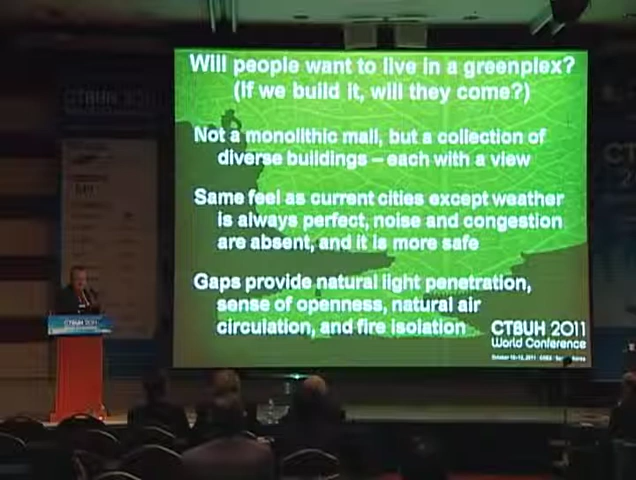 Will people want to live in a greenplex?
(If we build it, will they come?)
Not a monolithic mall, but a collection of
diverse buildings – each with a view
Same feel as current cities except weather
is always perfect, noise and congestion
are absent, and it is more safe
Gaps provide natural light penetration,
sense of openness, natural air
circulation, and fire isolation
CTBUH 2011
World Conference
CTBUH 2011